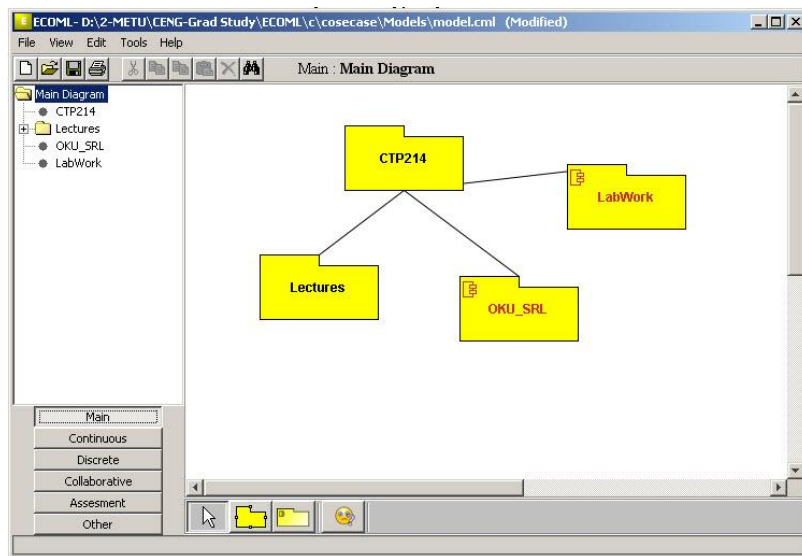 ECOML- D:\2-METU\CENG-Grad Study\ECOML\c\cosecase\Models\model.cml (Modified)
File View Edit Tools Help
Main : Main Diagram
Main Diagram
CTP214
Lectures
OKU_SRL
LabWork
CTP214
LabWork
Lectures
OKU_SRL
Main
Continuous
Discrete
Collaborative
Assesment
Other